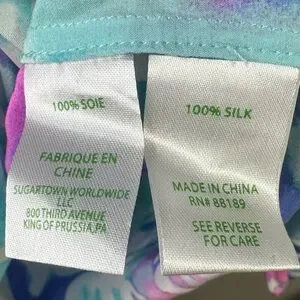 100% SOIE
FABRIQUE EN
CHINE
SUGARTOWN WORLDWIDE
LLC
800 THIRD AVENUE
KING OF PRUSSIA, PA
100% SILK
MADE IN CHINA
RN# 88189
SEE REVERSE
FOR CARE